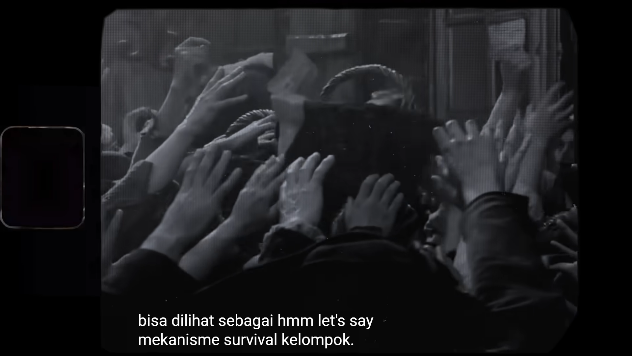 bisa dilihat sebagai hmm let's say
mekanisme survival kelompok.